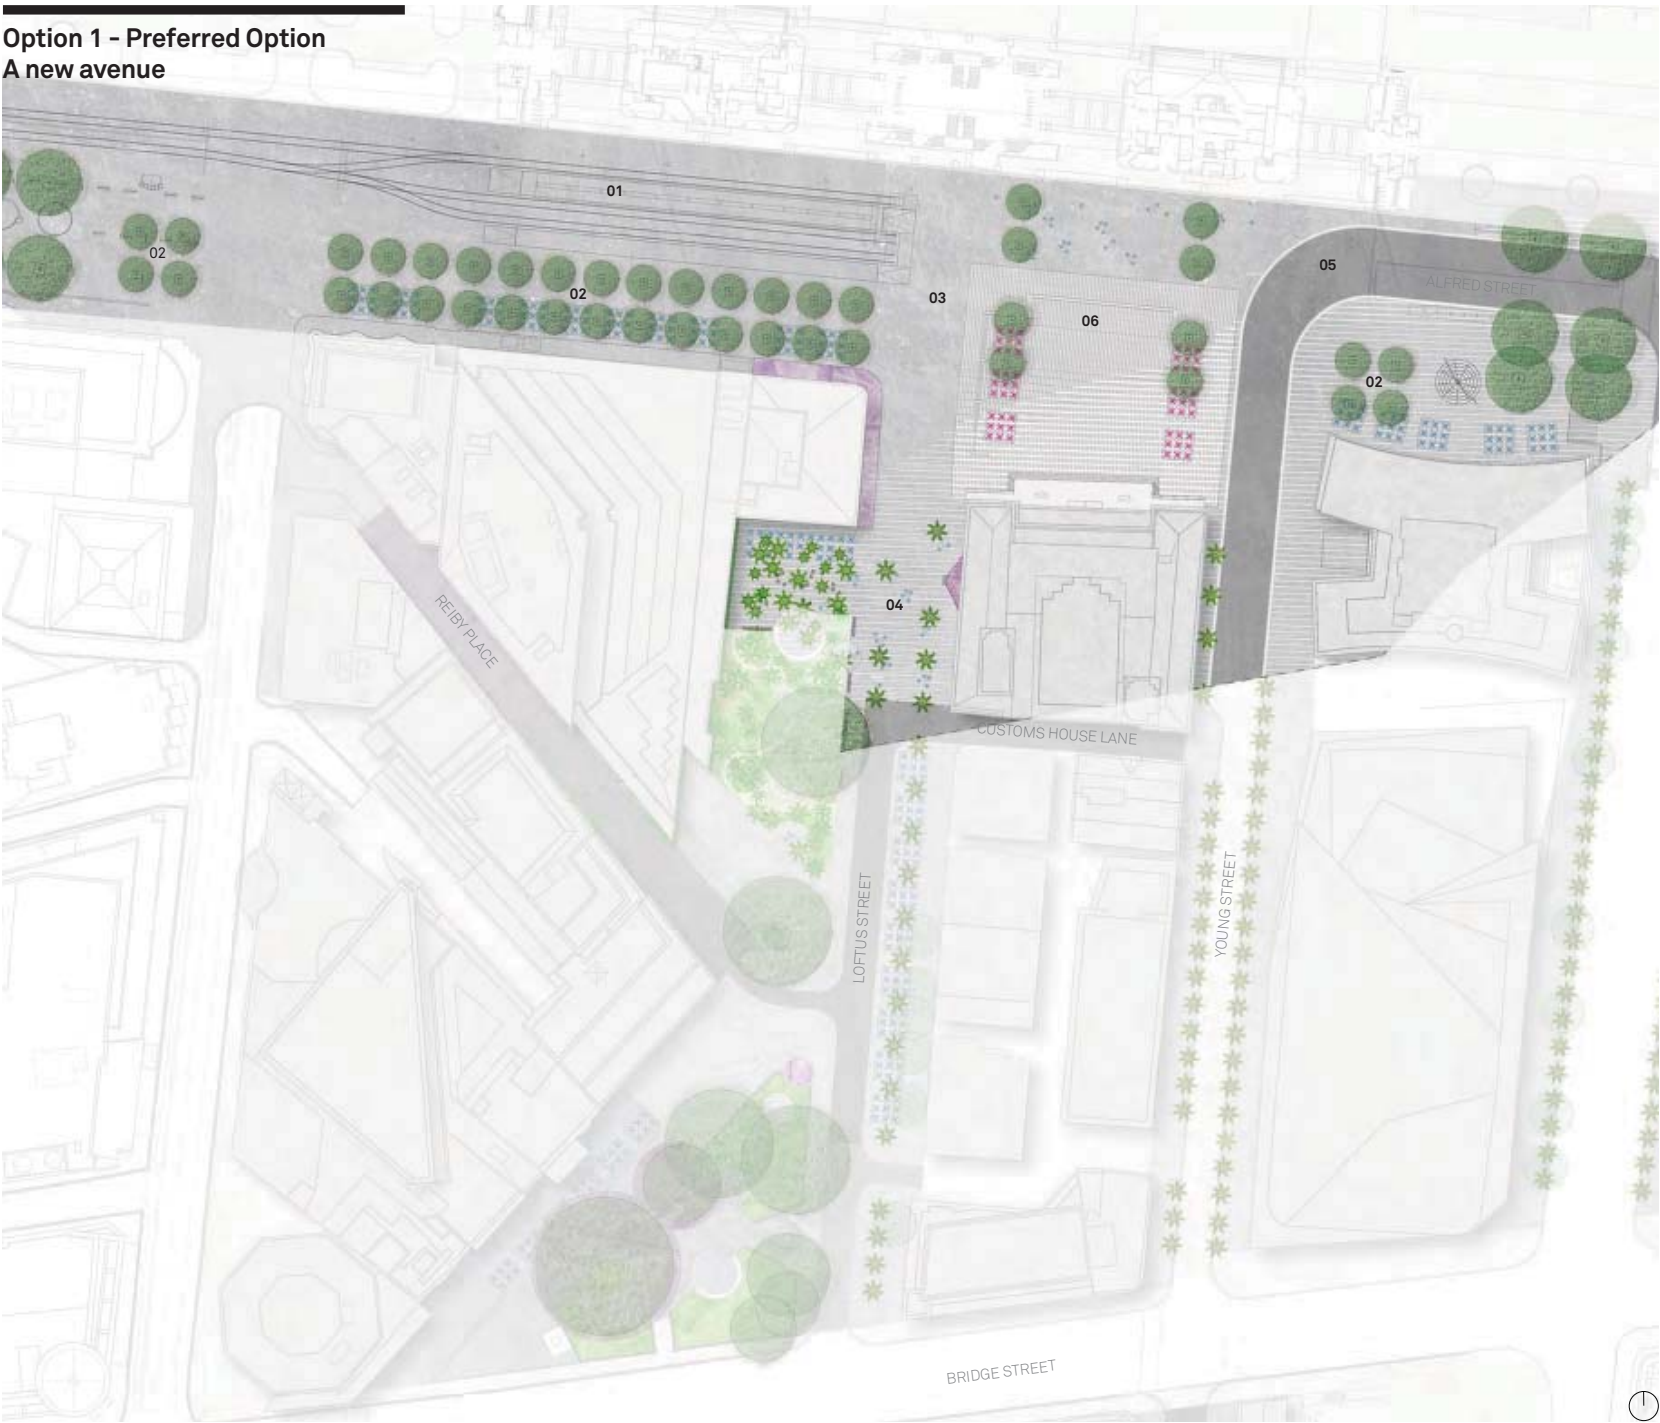 Option 1 - Preferred Option
A new avenue
01
02
02
03
06
05
ALFRED STREET
02
04
REIBY PLACE
CUSTOMS HOUSE LANE
LOFTUS STREET
YOUNG STREET
BRIDGE STREET